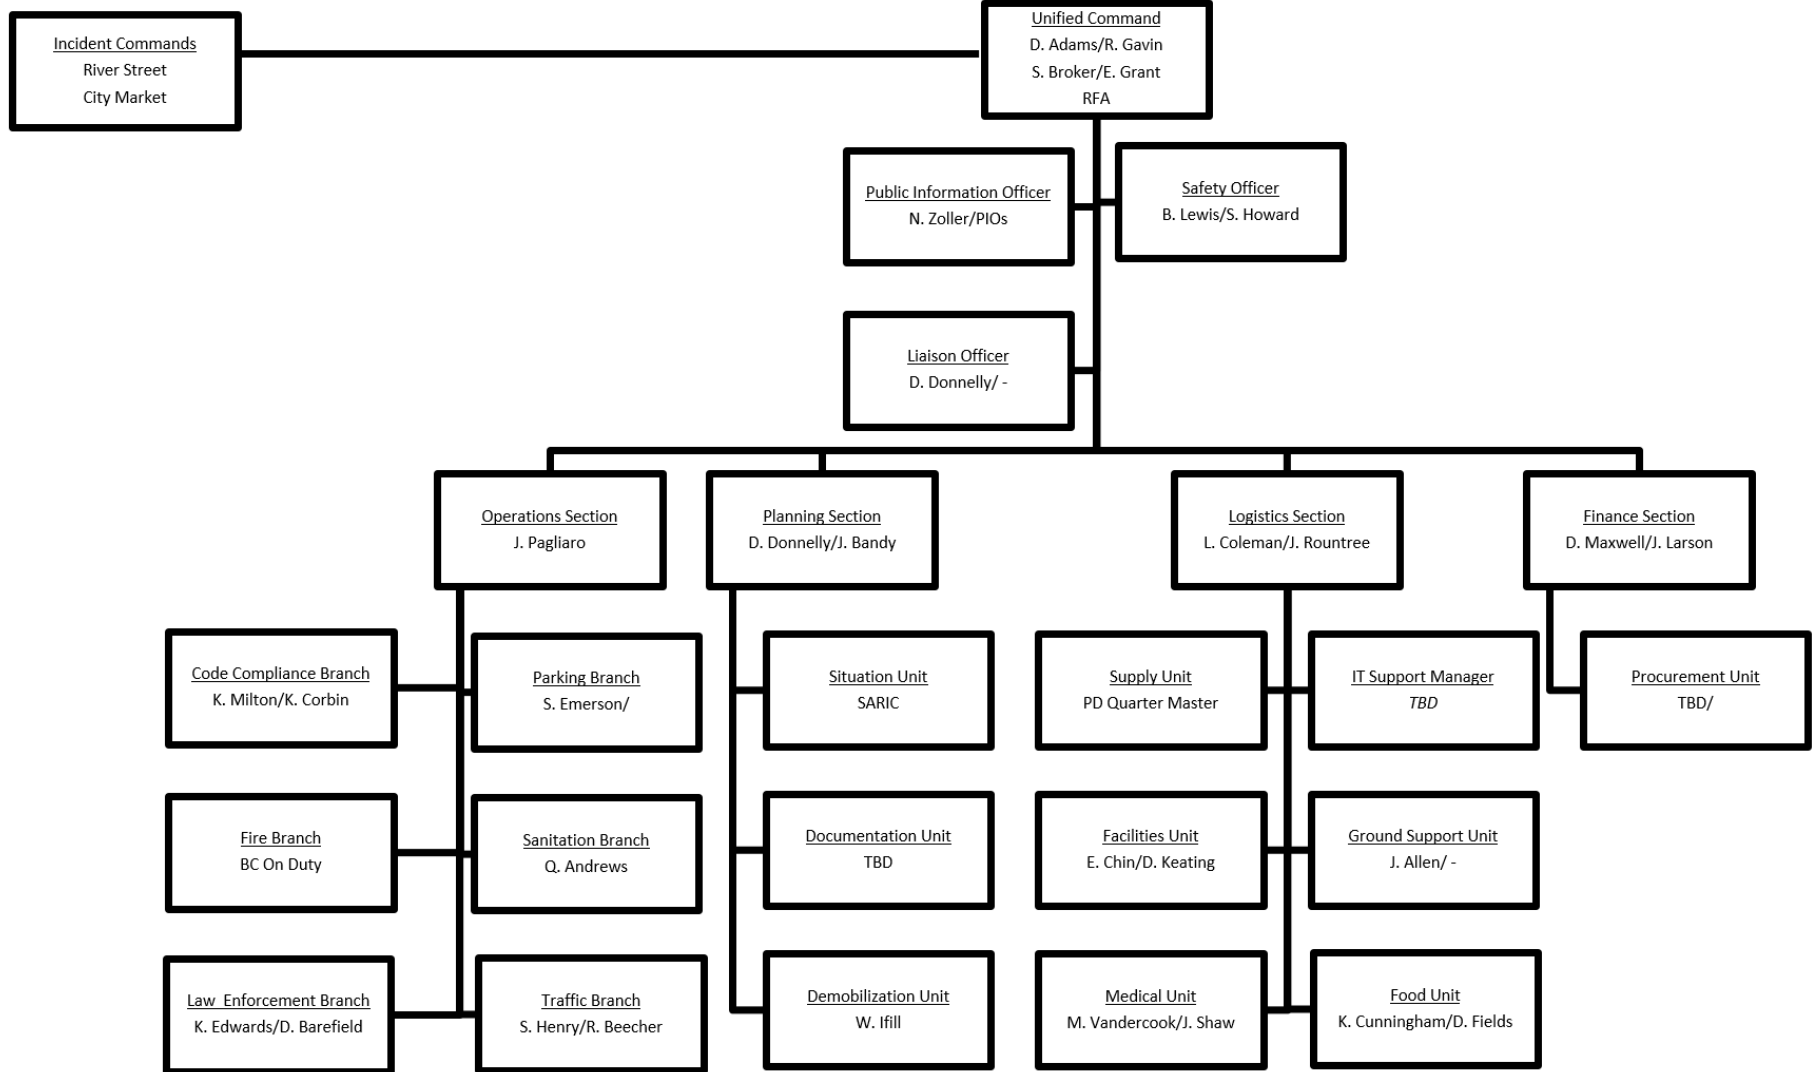 Incident Commands
River Street
City Market
Unified Command
D. Adams/R. Gavin
S. Broker/E. Grant
RFA
Public Information Officer
N. Zoller/PIOs
Safety Officer
B. Lewis/S. Howard
Liaison Officer
D. Donnelly/ -
Operations Section
J. Pagliaro
Planning Section
D. Donnelly/J. Bandy
Logistics Section
L. Coleman/J. Rountree
Finance Section
D. Maxwell/J. Larson
Code Compliance Branch
K. Milton/K. Corbin
Parking Branch
S. Emerson/
Situation Unit
SARIC
Supply Unit
PD Quarter Master
IT Support Manager
TBD
Procurement Unit
TBD/
Fire Branch
BC On Duty
Sanitation Branch
Q. Andrews
Documentation Unit
TBD
Facilities Unit
E. Chin/D. Keating
Ground Support Unit
J. Allen/ -
Law  Enforcement Branch
K. Edwards/D. Barefield
Traffic Branch
S. Henry/R. Beecher
Demobilization Unit
W. Ifill
Medical Unit
M. Vandercook/J. Shaw
Food Unit
K. Cunningham/D. Fields